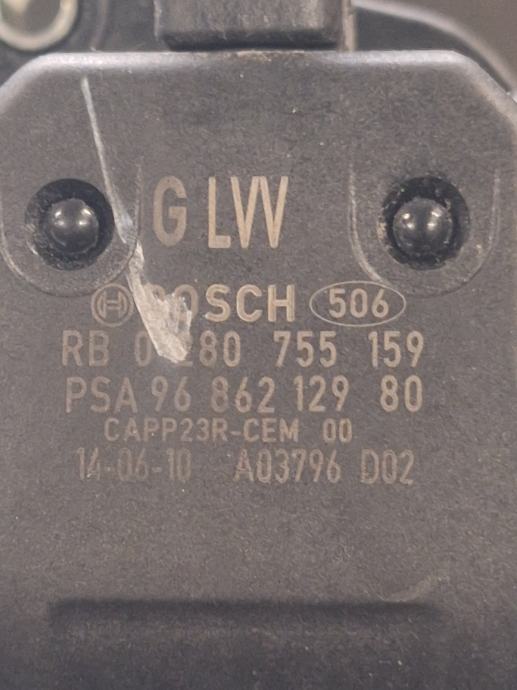 G LVV
BOSCH 506
RB 0 280 755 159
PSA 96 862 129 80
CAPP23R-CEM 00
14-06-10 A03796 D02